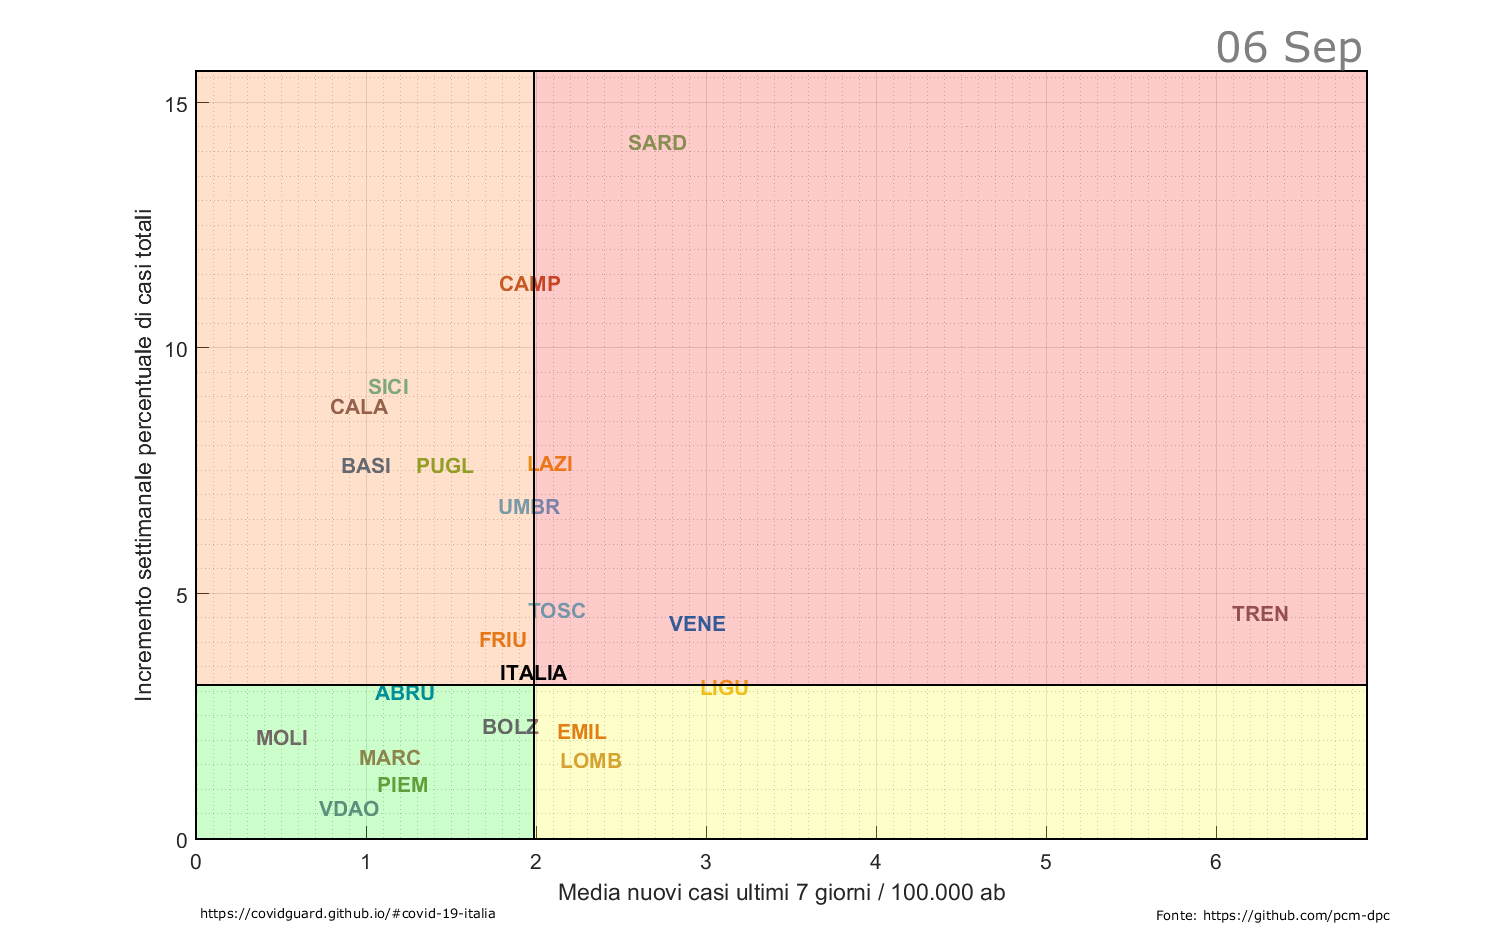 06 Sep
15
SARD
CAMP
10
SICI
CALA
BASI PUGL LAZI
UMBR
5
TOSC
VENE
TREN
FRIU
ITALIA
ABRU
LIGU
BOLZ
EMIL
MOLI
MARC
LOMB
PIEM
VDAO
0
0 1 2 3 4 5 6
Incremento settimanale percentuale di casi totali
Media nuovi casi ultimi 7 giorni / 100.000 ab
https://covidguard.github.io/#covid-19-italia
Fonte: https://github.com/pcm-dpc